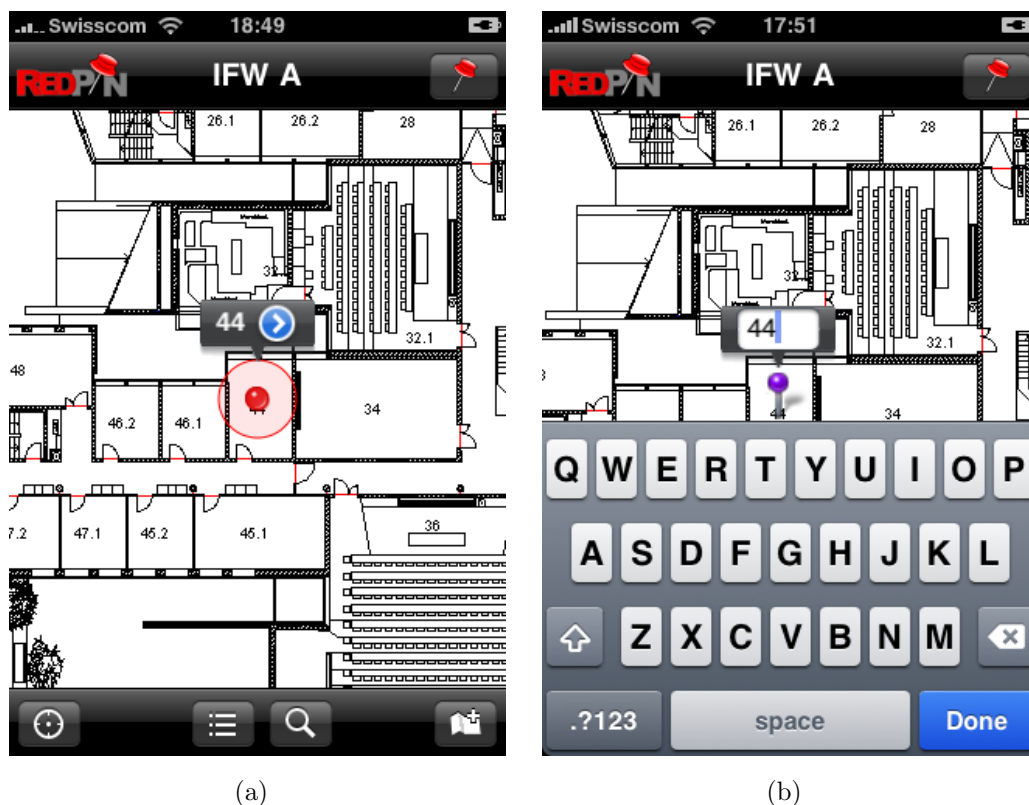 Swisscom 18:49
REDPIN IFW A
26.1 26.2 28
32.
44
32.1
48
34
46.2 46.1
7.2 47.1 45.2 45.1
36
(a)
Swisscom 17:51
REDPIN IFW A
26.1 26.2 28
32.
44
32.1
3
44 34
Q W E R T Y U I O P
A S D F G H J K L
Z X C V B N M
.?123 space Done
(b)